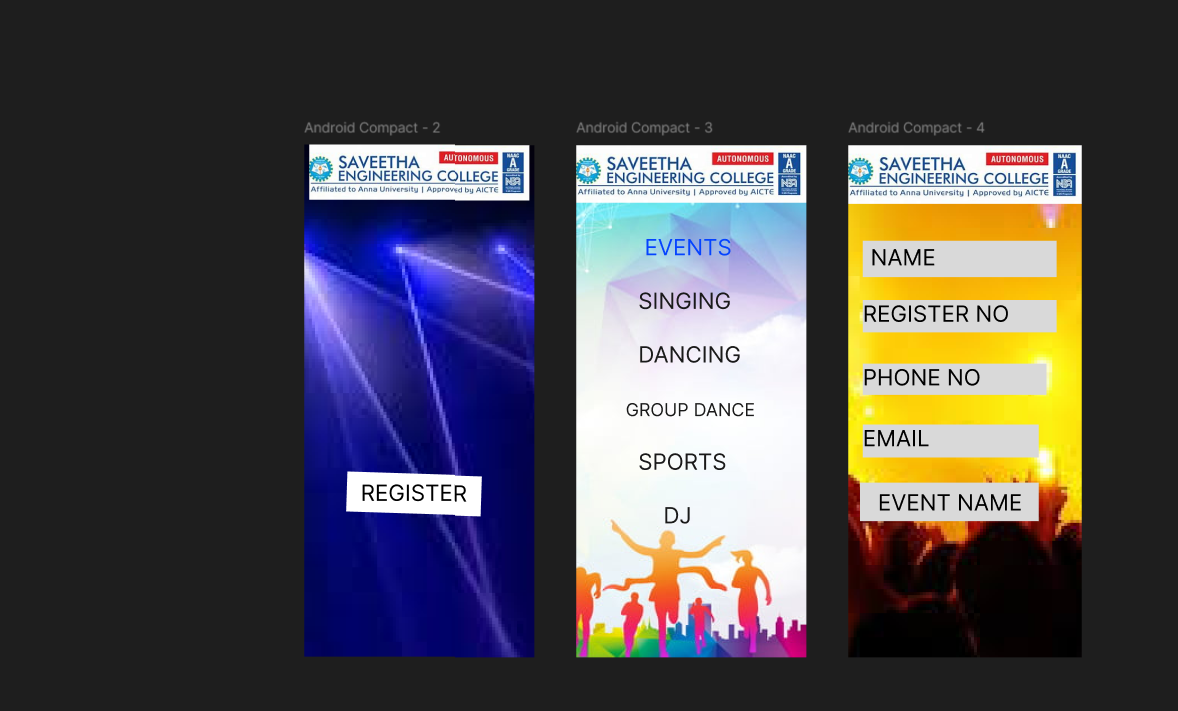 Android Compact - 2
SAVEETHA
AUTONOMOUS
ENGINEERING COLLEGE
Affiliated to Anna University | Approved by AICTE
NAAC
A
GRADE
REGISTER
Android Compact - 3
SAVEETHA
AUTONOMOUS
ENGINEERING COLLEGE
Affiliated to Anna University | Approved by AICTE
NAAC
A
GRADE
EVENTS
SINGING
DANCING
GROUP DANCE
SPORTS
DJ
Android Compact - 4
SAVEETHA
AUTONOMOUS
ENGINEERING COLLEGE
Affiliated to Anna University | Approved by AICTE
NAAC
A
GRADE
NAME
REGISTER NO
PHONE NO
EMAIL
EVENT NAME